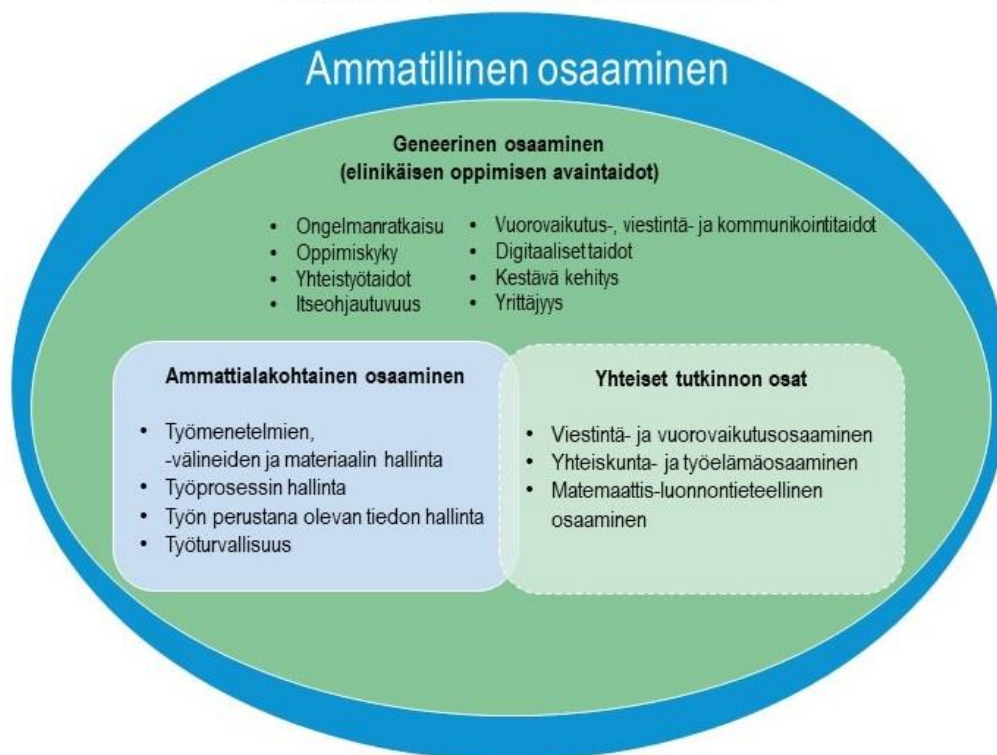 Ammatillinen osaaminen
Geneerinen osaaminen
(elinikäisen oppimisen avaintaidot)
• Ongelmanratkaisu
• Oppimiskyky
• Yhteistyötaidot
• Itseohjautuvuus
• Vuorovaikutus-, viestintä- ja kommunikointitaidot
• Digitaaliset taidot
• Kestävä kehitys
• Yrittäjyys
Ammattialakohtainen osaaminen
• Työmenetelmien,
-välineiden ja materiaalin hallinta
• Työprosessin hallinta
• Työn perustana olevan tiedon hallinta
• Työturvallisuus
Yhteiset tutkinnon osat
• Viestintä- ja vuorovaikutusosaaminen
• Yhteiskunta- ja työelämäosaaminen
• Matemaattis-luonnontieteellinen
osaaminen